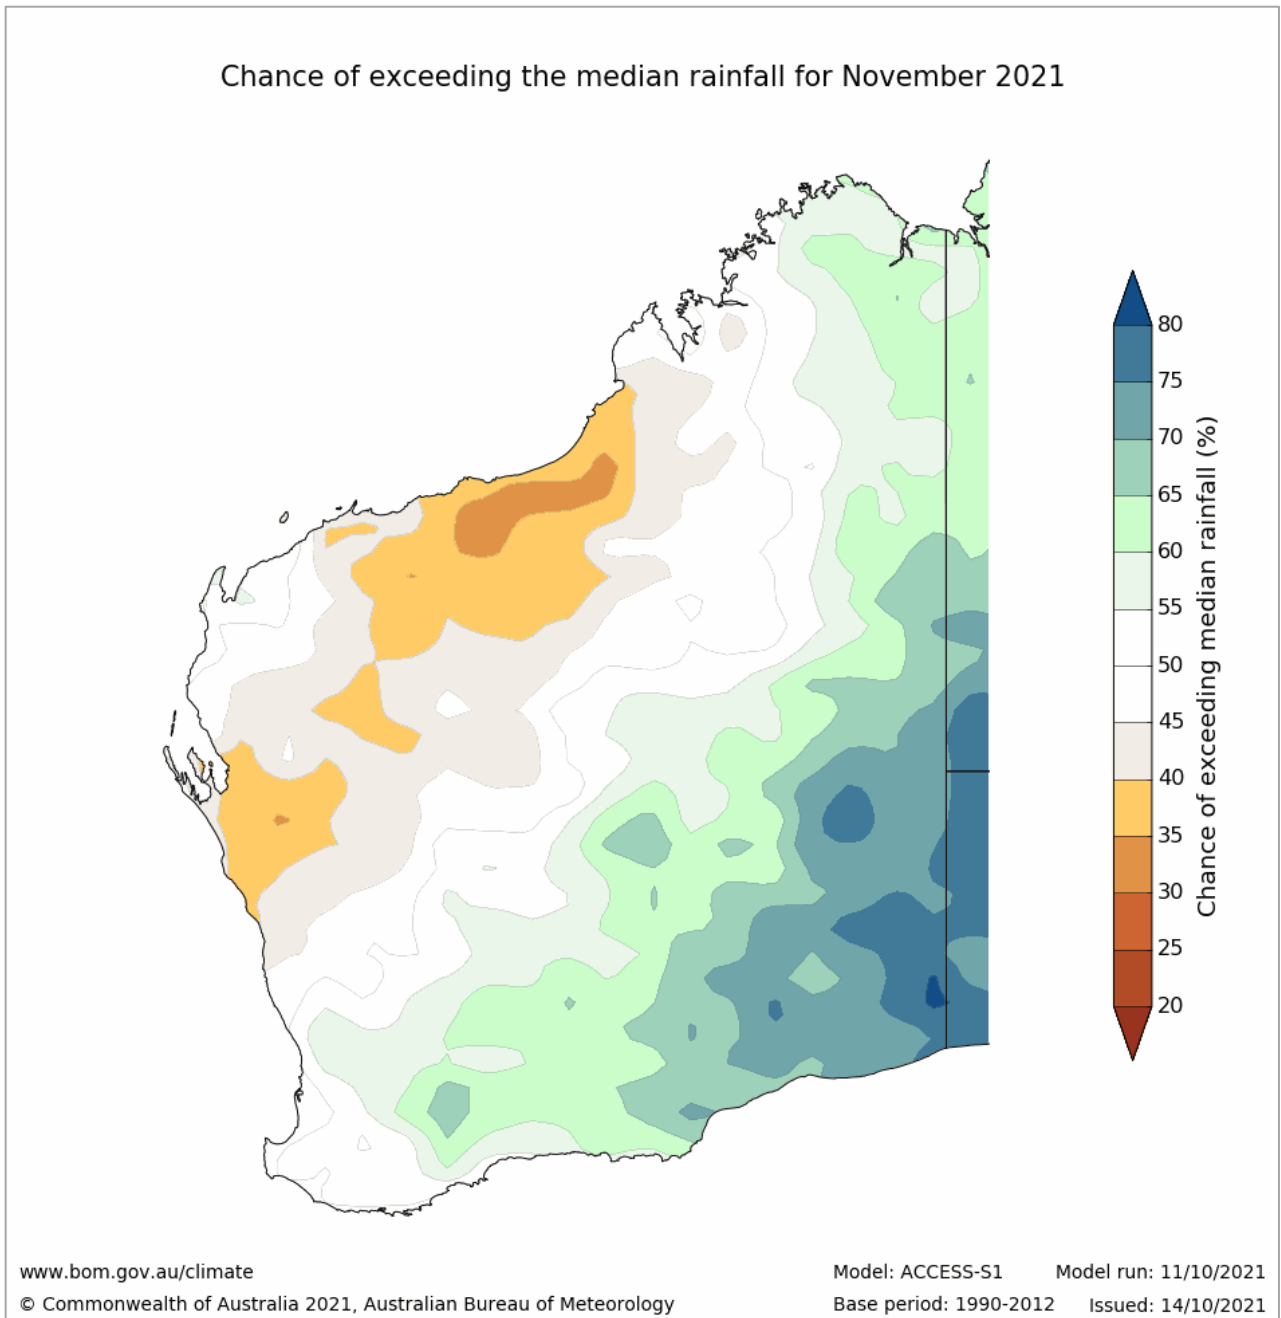 Chance of exceeding the median rainfall for November 2021
80
75
70
65
60
55
50
45
40
35
30
25
20
Chance of exceeding median rainfall (%)
www.bom.gov.au/climate
Model: ACCESS-S1
Model run: 11/10/2021
© Commonwealth of Australia 2021, Australian Bureau of Meteorology
Base period: 1990-2012
Issued: 14/10/2021